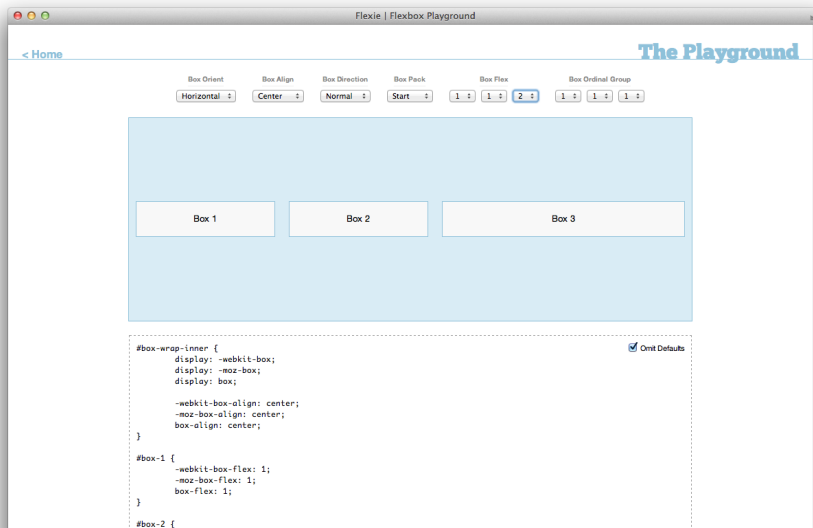 Flexie | Flexbox Playground
< Home
The Playground
Box Orient Box Align Box Direction Box Pack Box Flex Box Ordinal Group
Horizontal Center Normal Start 1 1 2 1 1 1
Box 1 Box 2 Box 3
Omit Defaults
#box-wrap-inner {
display: -webkit-box;
display: -moz-box;
display: box;
-webkit-box-align: center;
-moz-box-align: center;
box-align: center;
}
#box-1 {
-webkit-box-flex: 1;
-moz-box-flex: 1;
box-flex: 1;
}
#box-2 {